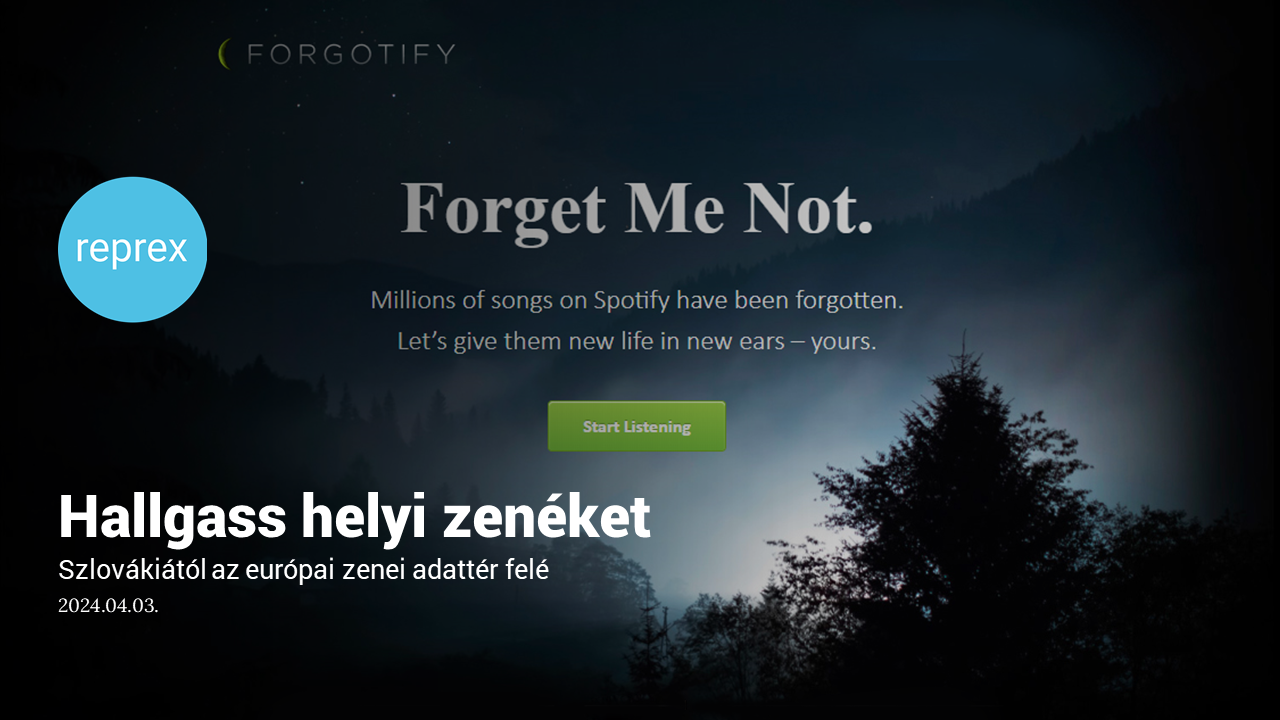 FORGOTIFY
reprex
Forget Me Not.
Millions of songs on Spotify have been forgotten.
Let’s give them new life in new ears – yours.
Start Listening
Hallgass helyi zenéket
Szlovákiától az európai zenei adattér felé
2024.04.03.